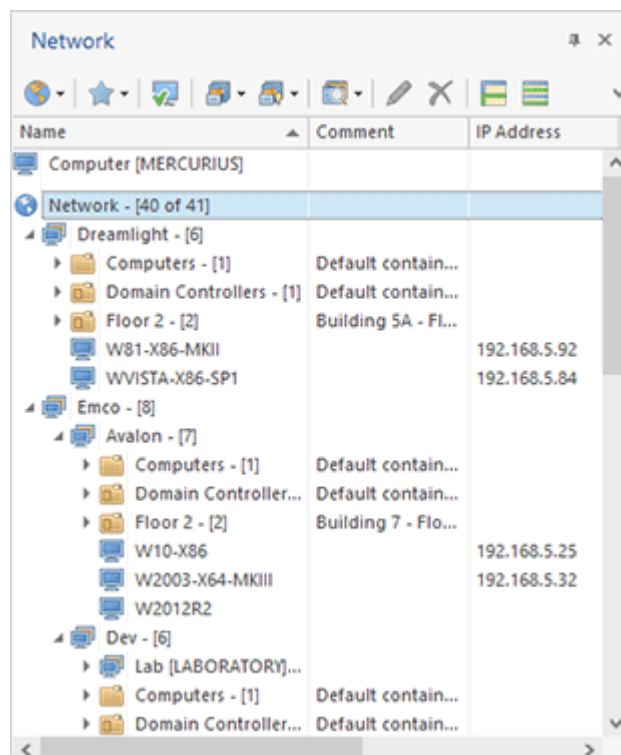 Network
Name Comment IP Address
Computer [MERCURIUS]
Network - [40 of 41]
Dreamlight - [6]
Computers - [1] Default contain...
Domain Controllers - [1] Default contain...
Floor 2 - [2] Building 5A - Fl...
W81-X86-MKII 192.168.5.92
WVISTA-X86-SP1 192.168.5.84
Emco - [8]
Avalon - [7]
Computers - [1] Default contain...
Domain Controller... Default contain...
Floor 2 - [2] Building 7 - Flo...
W10-X86 192.168.5.25
W2003-X64-MKIII 192.168.5.32
W2012R2
Dev - [6]
Lab [LABORATORY]...
Computers - [1] Default contain...
Domain Controller... Default contain...